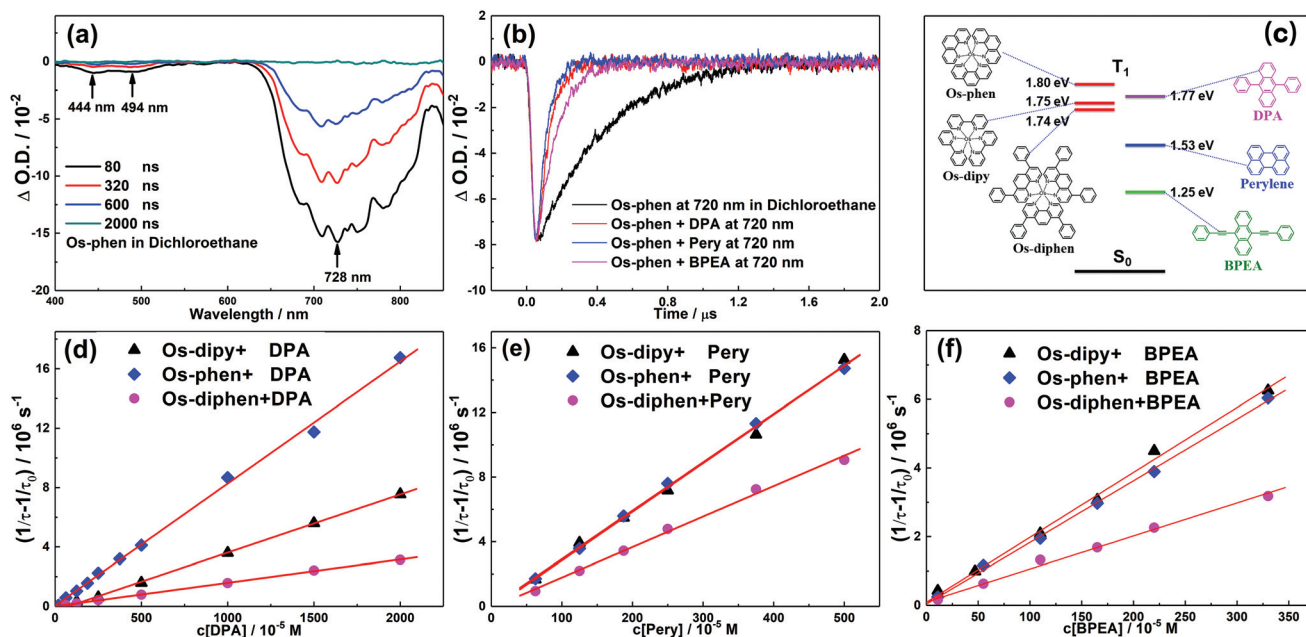 (a)
Δ O.D. / 10⁻²
0
-5
-10
-15
-20
444 nm
494 nm
80 ns
320 ns
600 ns
2000 ns
Os-phen in Dichloroethane
728 nm
400 500 600 700 800
Wavelength / nm
(b)
Δ O.D. / 10⁻²
2
0
-2
-4
-6
-8
-10
Os-phen at 720 nm in Dichloroethane
Os-phen + DPA at 720 nm
Os-phen + Pery at 720 nm
Os-phen + BPEA at 720 nm
0.0 0.4 0.8 1.2 1.6 2.0
Time / μs
(c)
T₁
Os-phen
1.80 eV
1.75 eV
1.74 eV
1.77 eV
DPA
Os-dipy
1.53 eV
Perylene
Os-diphen
1.25 eV
BPEA
S₀
(d)
Os-dipy+ DPA
Os-phen+ DPA
Os-diphen+DPA
(1/τ-1/τ₀) / 10⁶ s⁻¹
16
12
8
4
0
0 500 1000 1500 2000
c[DPA] / 10⁻⁵ M
(e)
Os-dipy+ Pery
Os-phen+ Pery
Os-diphen+Pery
(1/τ-1/τ₀) / 10⁶ s⁻¹
16
12
8
4
0
0 100 200 300 400 500
c[Pery] / 10⁻⁵ M
(f)
Os-dipy+ BPEA
Os-phen+ BPEA
Os-diphen+BPEA
(1/τ-1/τ₀) / 10⁶ s⁻¹
8
6
4
2
0
0 50 100 150 200 250 300 350
c[BPEA] / 10⁻⁵ M